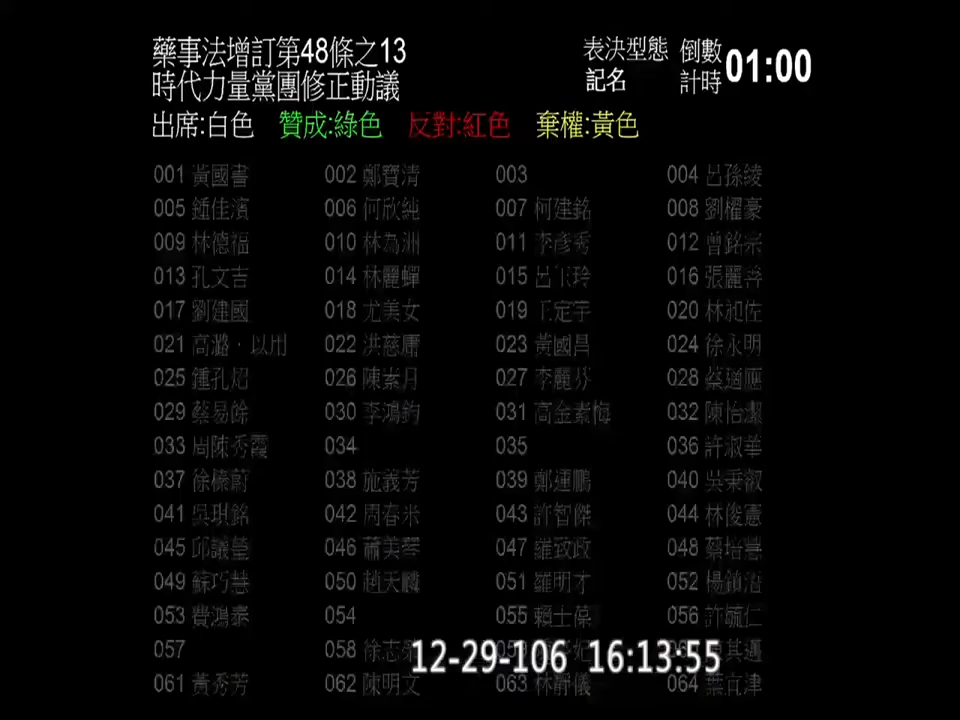 藥事法增訂第48條之13 表決型態 倒數 01:00
時代力量黨團修正動議 記名 計時
出席:白色 贊成:綠色 反對:紅色 棄權:黃色
001 黃國書 002 鄭寶清 003 004 呂孫綾
005 鍾佳濱 006 何欣純 007 柯建銘 008 劉櫂豪
009 林德福 010 林為洲 011 李彥秀 012 曾銘宗
013 孔文吉 014 林麗蟬 015 呂玉玲 016 張麗善
017 劉建國 018 尤美女 019 王定宇 020 林昶佐
021 高潞．以用 022 洪慈庸 023 黃國昌 024 徐永明
025 鍾孔炤 026 陳素月 027 李麗芬 028 蔡適應
029 蔡易餘 030 李鴻鈞 031 高金素梅 032 陳怡潔
033 周陳秀霞 034 035 036 許淑華
037 徐榛蔚 038 施義芳 039 鄭運鵬 040 吳秉叡
041 吳琪銘 042 周春米 043 許智傑 044 林俊憲
045 邱議瑩 046 蕭美琴 047 羅致政 048 蔡培慧
049 蘇巧慧 050 趙天麟 051 羅明才 052 楊鎮浯
053 費鴻泰 054 055 賴士葆 056 許毓仁
057 058 徐志榮
12-29-106 16:13:55
061 黃秀芳 062 陳明文 063 林靜儀 064 葉宜津